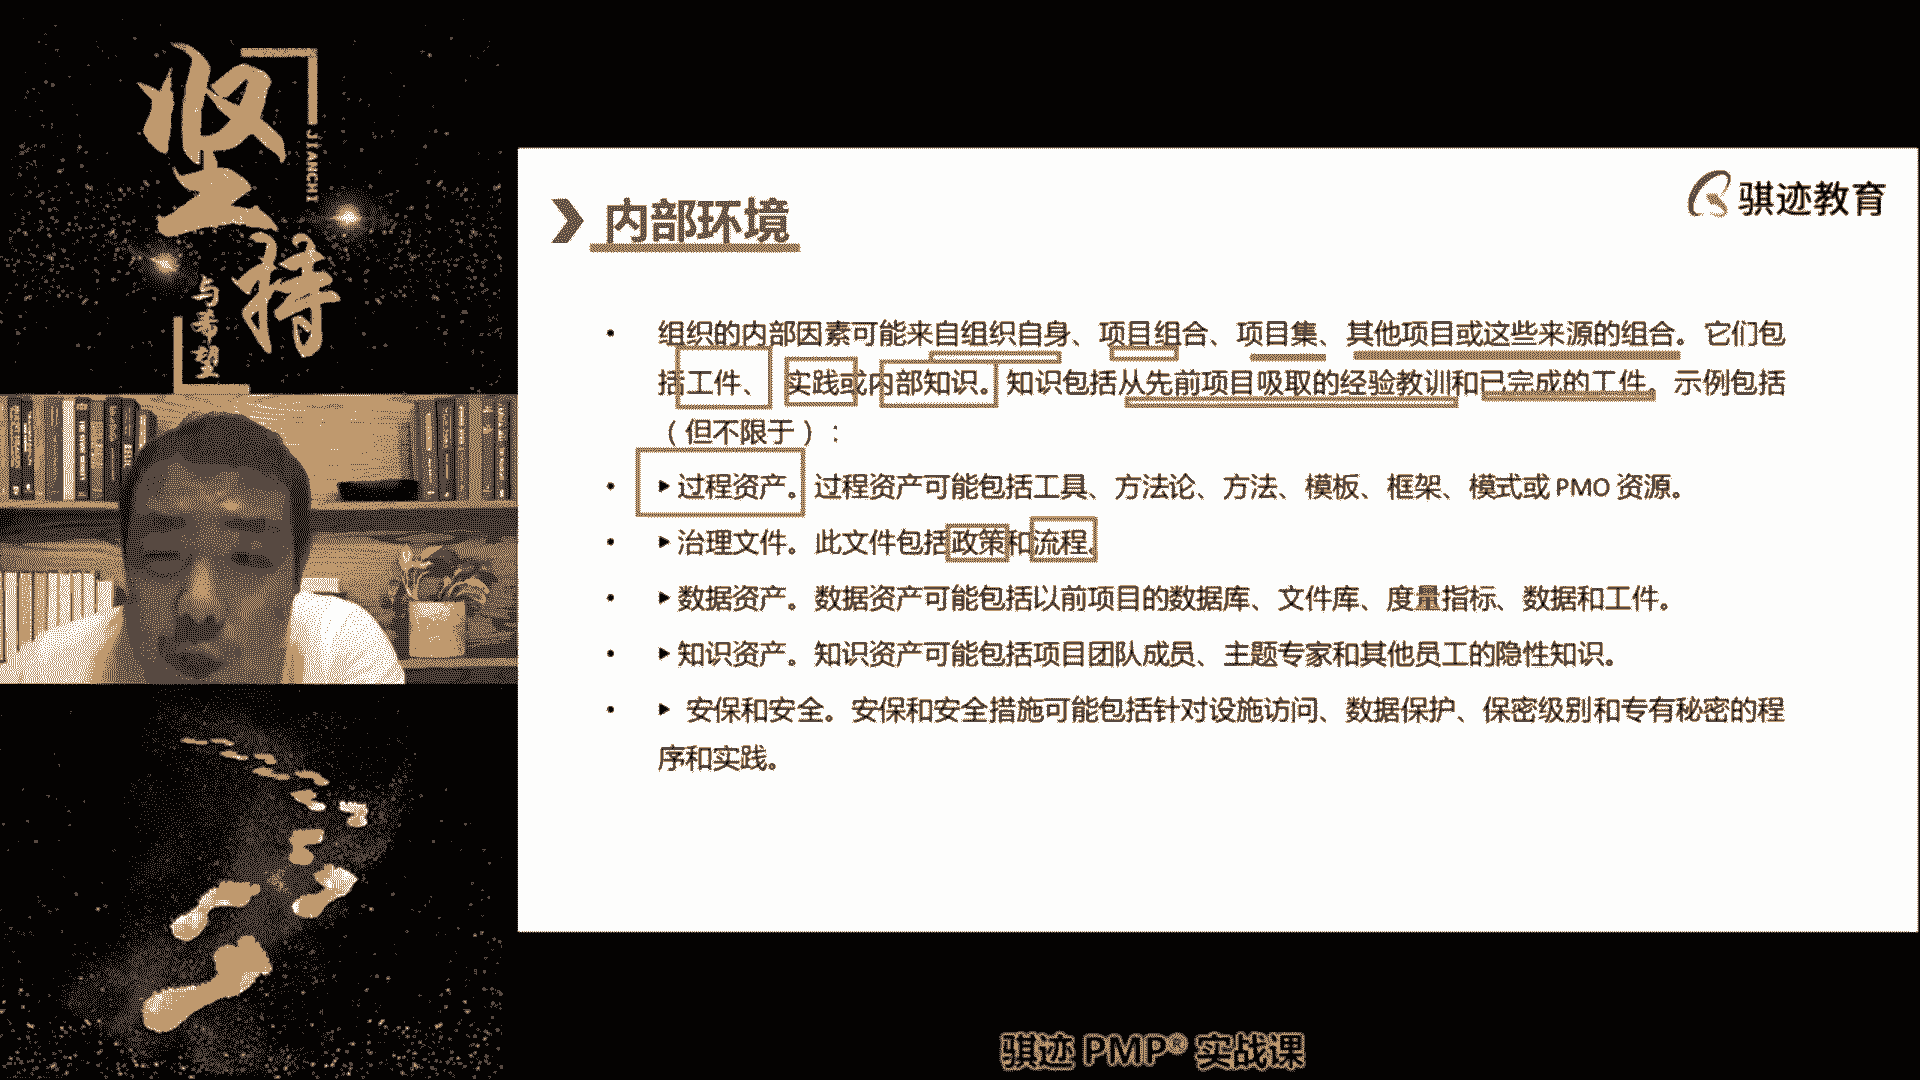 坚持
JIANCHI
与希望
骐迹教育
内部环境
• 组织的内部因素可能来自组织自身、项目组合、项目集、其他项目或这些来源的组合。它们包
括工件、实践或内部知识。知识包括从先前项目吸取的经验教训和已完成的工件。示例包括
（但不限于）：
• ▶过程资产。过程资产可能包括工具、方法论、方法、模板、框架、模式或 PMO 资源。
• ▶治理文件。此文件包括政策和流程。
• ▶数据资产。数据资产可能包括以前项目的数据库、文件库、度量指标、数据和工件。
• ▶知识资产。知识资产可能包括项目团队成员、主题专家和其他员工的隐性知识。
• ▶ 安保和安全。安保和安全措施可能包括针对设施访问、数据保护、保密级别和专有秘密的程
序和实践。
骐迹 PMP® 实战课